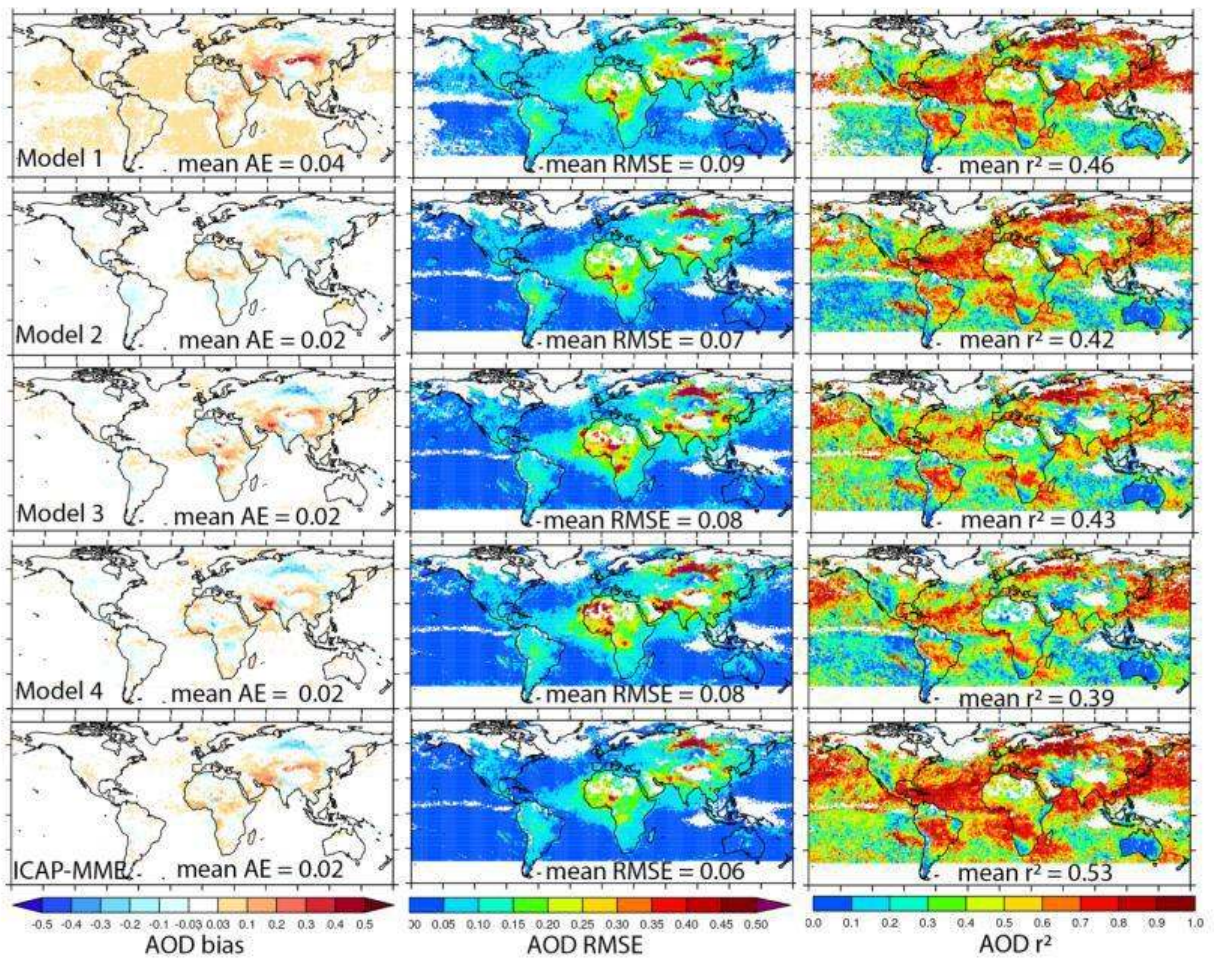 Model 1
mean AE = 0.04
mean RMSE = 0.09
mean r² = 0.46
Model 2
mean AE = 0.02
mean RMSE = 0.07
mean r² = 0.42
Model 3
mean AE = 0.02
mean RMSE = 0.08
mean r² = 0.43
Model 4
mean AE = 0.02
mean RMSE = 0.08
mean r² = 0.39
ICAP-MME
mean AE = 0.02
mean RMSE = 0.06
mean r² = 0.53
-0.5 -0.4 -0.3 -0.2 -0.1 -0.03 0.03 0.1 0.2 0.3 0.4 0.5
00 0.05 0.10 0.15 0.20 0.25 0.30 0.35 0.40 0.45 0.50
0.0 0.1 0.2 0.3 0.4 0.5 0.6 0.7 0.8 0.9 1.0
AOD bias
AOD RMSE
AOD r²